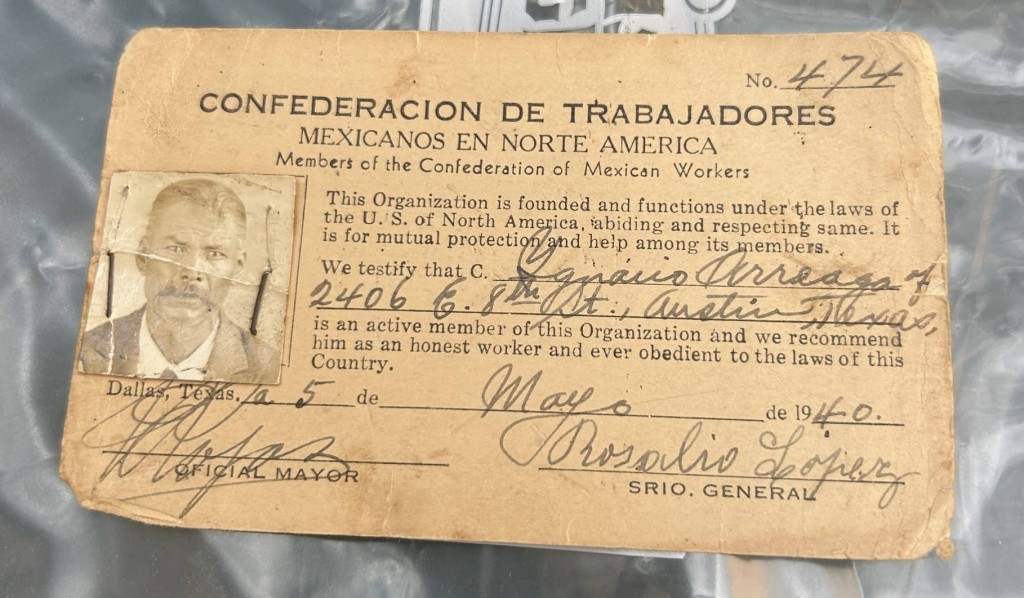 No. 474
CONFEDERACION DE TRABAJADORES
MEXICANOS EN NORTE AMERICA
Members of the Confederation of Mexican Workers
This Organization is founded and functions under the laws of
the U. S. of North America, abiding and respecting same. It
is for mutual protection and help among its members.
We testify that C. Ygnacio Arreaga of
2406 E. 8th St., Austin Texas,
is an active member of this Organization and we recommend
him as an honest worker and ever obedient to the laws of this
Country.
Dallas, Texas. a 5 de Mayo de 1940.
Rojas Rosalio López
OFICIAL MAYOR SRIO. GENERAL